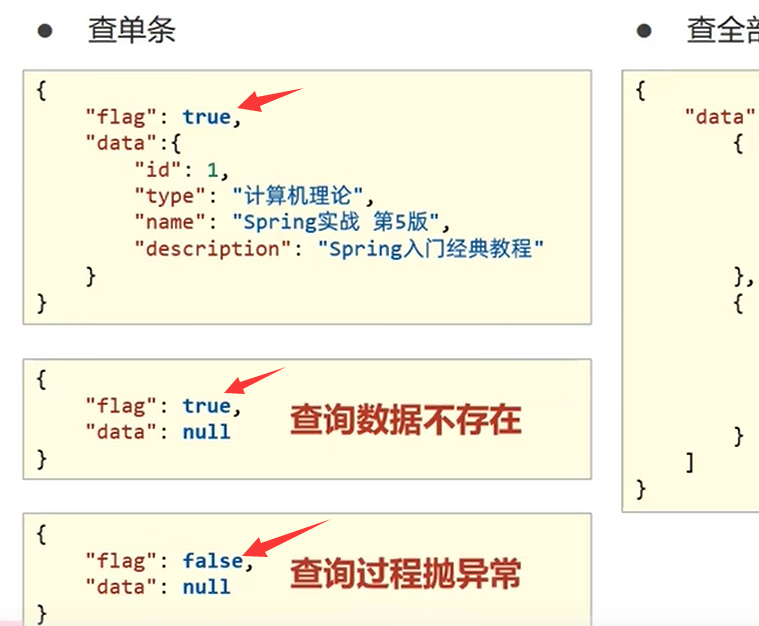 ● 查单条
{
"flag": true,
"data":{
"id": 1,
"type": "计算机理论",
"name": "Spring实战 第5版",
"description": "Spring入门经典教程"
}
}
{
"flag": true,
"data": null
}
查询数据不存在
{
"flag": false,
"data": null
}
查询过程抛异常
● 查全部
{
"data"
{
},
{
}
]
}